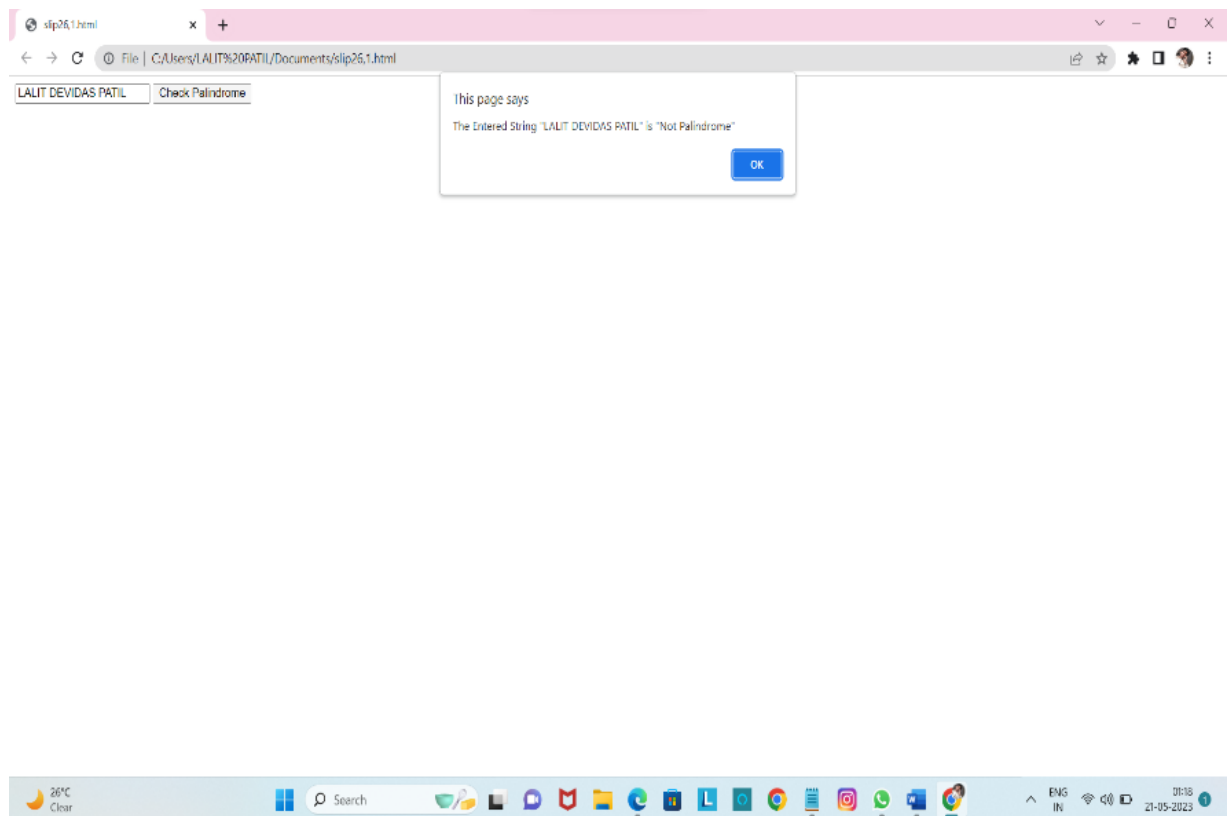 slip26,1.html
File | C:/Users/LALIT%20PATIL/Documents/slip26,1.html
LALIT DEVIDAS PATIL Check Palindrome
This page says
The Entered String "LALIT DEVIDAS PATIL" is "Not Palindrome"
OK
26°C
Clear
Search
L
ENG
IN
01:18
21-05-2023
1